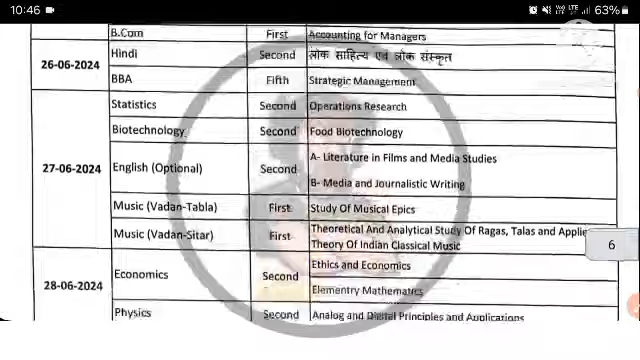 10:46 63%
B.Com First Accounting for Managers
26-06-2024 Hindi Second लोक साहित्य एवं लोक संस्कृत
BBA Fifth Strategic Management
Statistics Second Operations Research
Biotechnology Second Food Biotechnology
27-06-2024 English (Optional) Second A- Literature in Films and Media Studies
B- Media and Journalistic Writing
Music (Vadan-Tabla) First Study Of Musical Epics
Music (Vadan-Sitar) First Theoretical And Analytical Study Of Ragas, Talas and Applie
Theory Of Indian Classical Music
6
28-06-2024 Economics Second Ethics and Economics
Elementry Mathematics
Physics Second Analog and Digital Principles and Applications